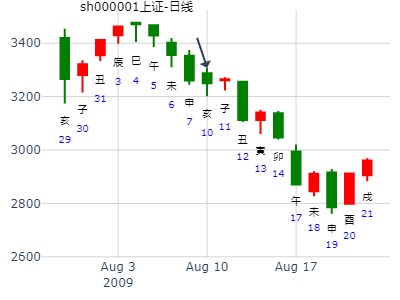 sh000001上证-日线
3400
3200
3000
2800
2600
亥
29
子
30
丑
31
辰
3
巳
4
午
5
未
6
申
7
亥
10
子
11
丑
12
寅
13
卯
14
午
17
未
18
申
19
酉
20
戌
21
Aug 3
2009
Aug 10
Aug 17